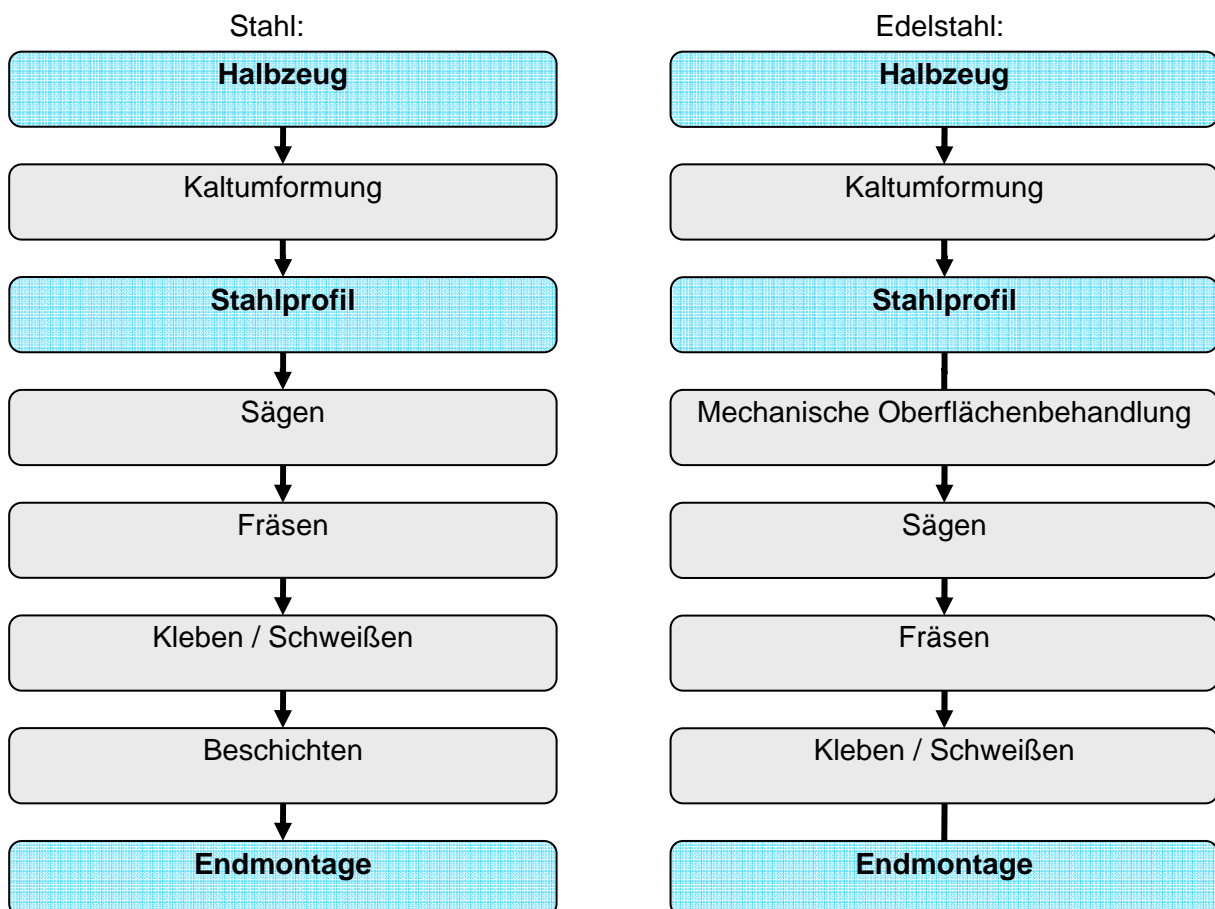 Stahl:
Halbzeug
Kaltumformung
Stahlprofil
Sägen
Fräsen
Kleben / Schweißen
Beschichten
Endmontage
Edelstahl:
Halbzeug
Kaltumformung
Stahlprofil
Mechanische Oberflächenbehandlung
Sägen
Fräsen
Kleben / Schweißen
Endmontage